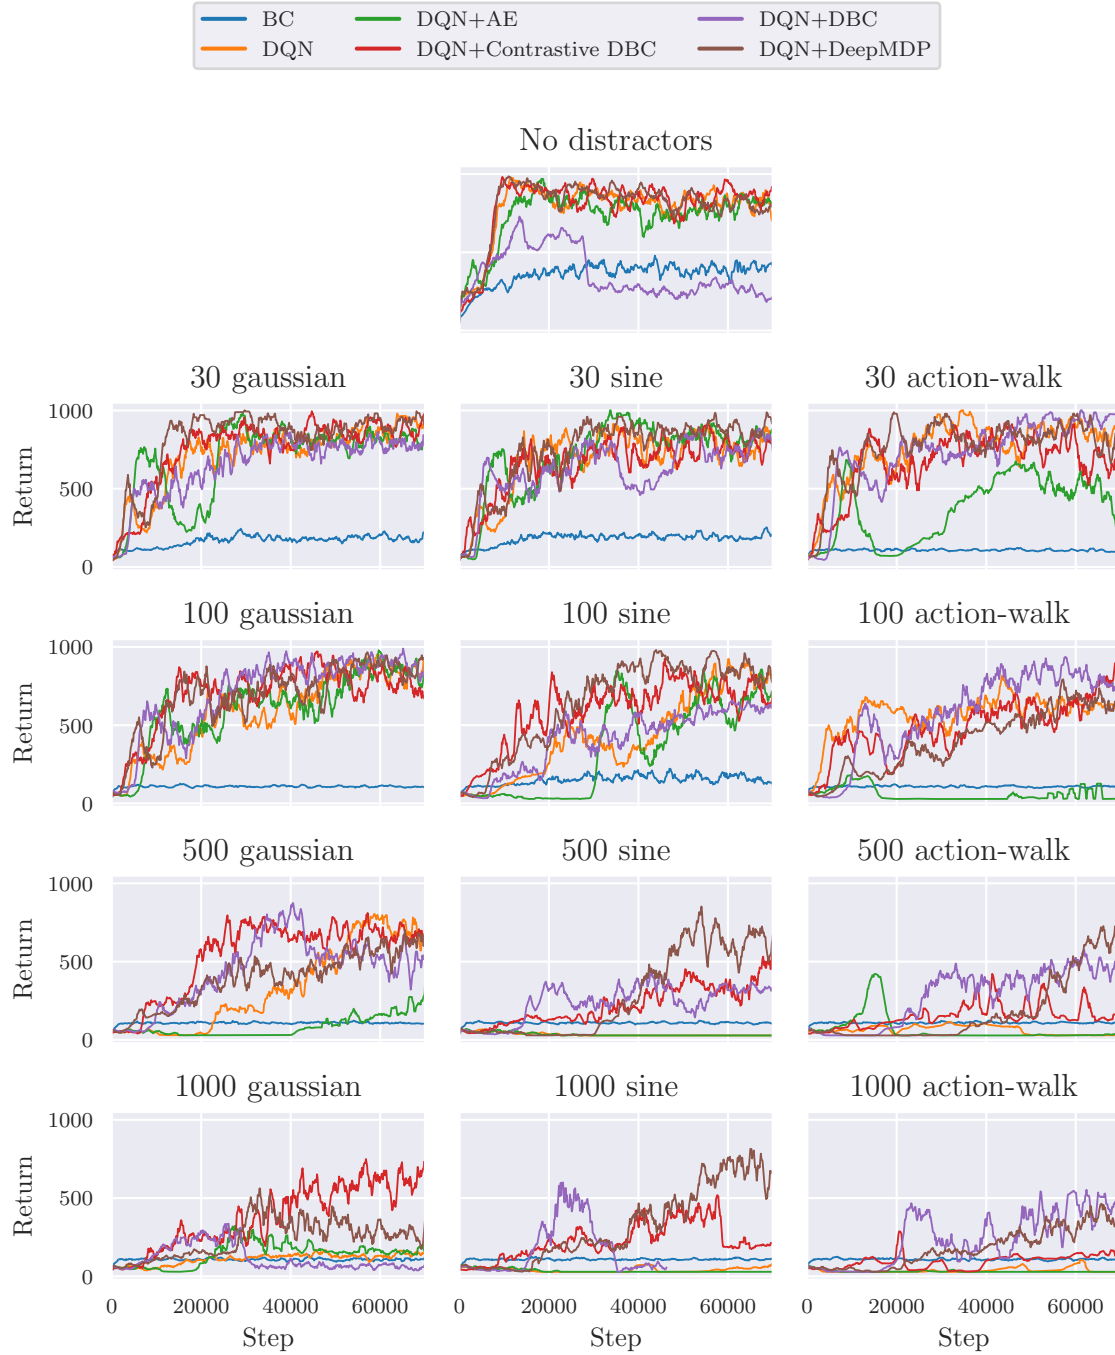 BC DQN+AE DQN+DBC
DQN DQN+Contrastive DBC DQN+DeepMDP
No distractors
30 gaussian 30 sine 30 action-walk
1000
500
0
Return
100 gaussian 100 sine 100 action-walk
1000
500
0
Return
500 gaussian 500 sine 500 action-walk
1000
500
0
Return
1000 gaussian 1000 sine 1000 action-walk
1000
500
0
Return
0 20000 40000 60000 0 20000 40000 60000 0 20000 40000 60000
Step Step Step